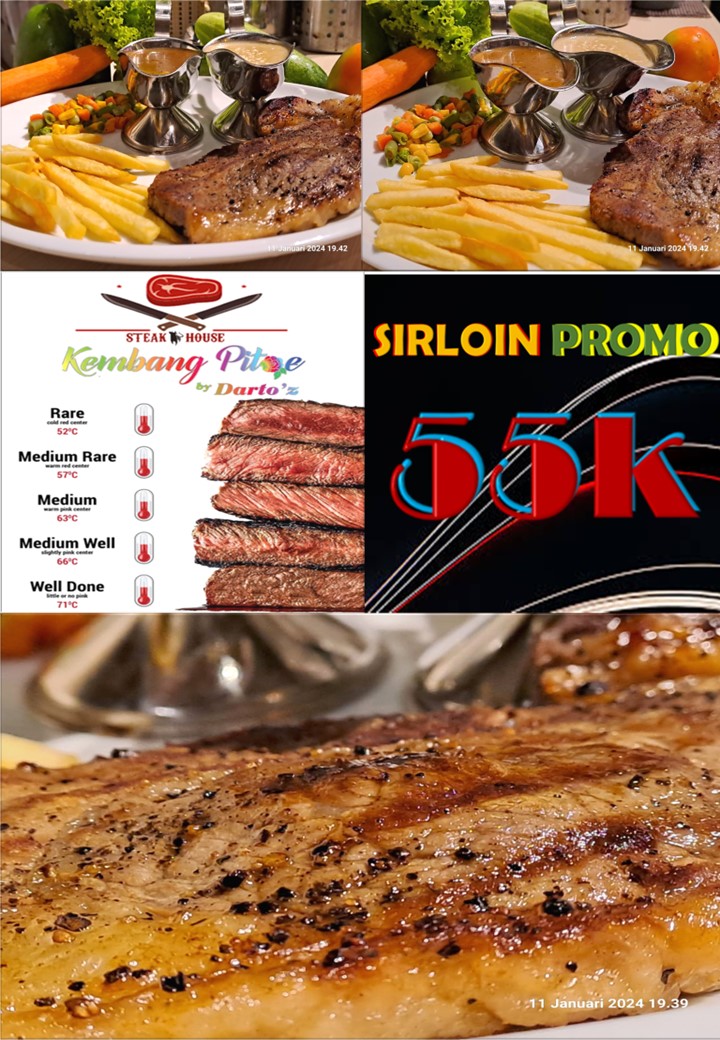 11 Januari 2024 19.42
11 Januari 2024 19.42
STEAK HOUSE
Kembang Pitoe
by Darto'z
Rare
cold red center
52°C
Medium Rare
warm red center
57°C
Medium
warm pink center
63°C
Medium Well
slightly pink center
66°C
Well Done
little or no pink
71°C
SIRLOIN PROMO
55k
11 Januari 2024 19.39